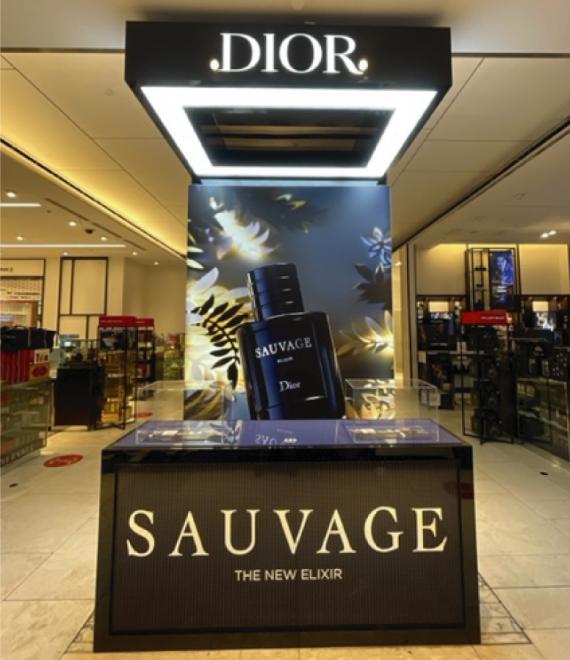 DIOR
SAUVAGE
ELIXIR
Dior
SAUVAGE
THE NEW ELIXIR